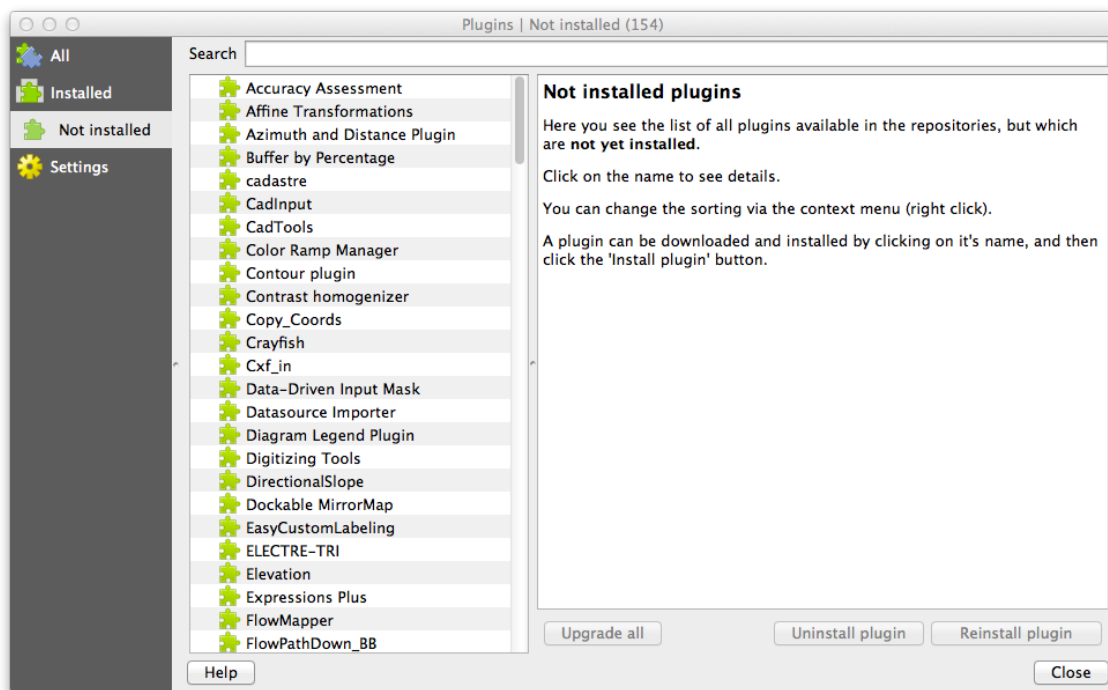 Plugins | Not installed (154)
All
Installed
Not installed
Settings
Search
Accuracy Assessment
Affine Transformations
Azimuth and Distance Plugin
Buffer by Percentage
cadastre
CadInput
CadTools
Color Ramp Manager
Contour plugin
Contrast homogenizer
Copy_Coords
Crayfish
Cxf_in
Data-Driven Input Mask
Datasource Importer
Diagram Legend Plugin
Digitizing Tools
DirectionalSlope
Dockable MirrorMap
EasyCustomLabeling
ELECTRE-TRI
Elevation
Expressions Plus
FlowMapper
FlowPathDown_BB
Not installed plugins
Here you see the list of all plugins available in the repositories, but which
are not yet installed.
Click on the name to see details.
You can change the sorting via the context menu (right click).
A plugin can be downloaded and installed by clicking on it's name, and then
click the 'Install plugin' button.
Upgrade all
Uninstall plugin
Reinstall plugin
Help
Close